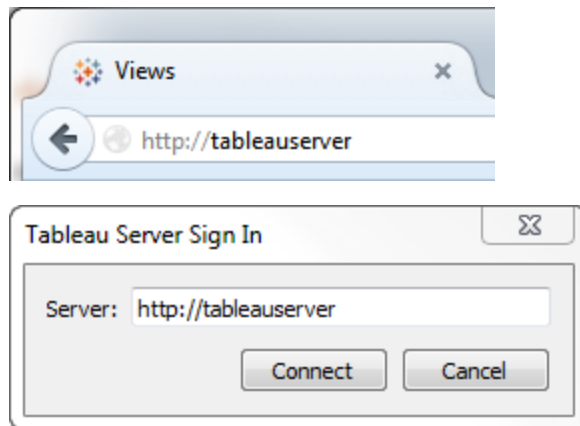 Views
http://tableauserver
Tableau Server Sign In
Server: http://tableauserver
Connect Cancel